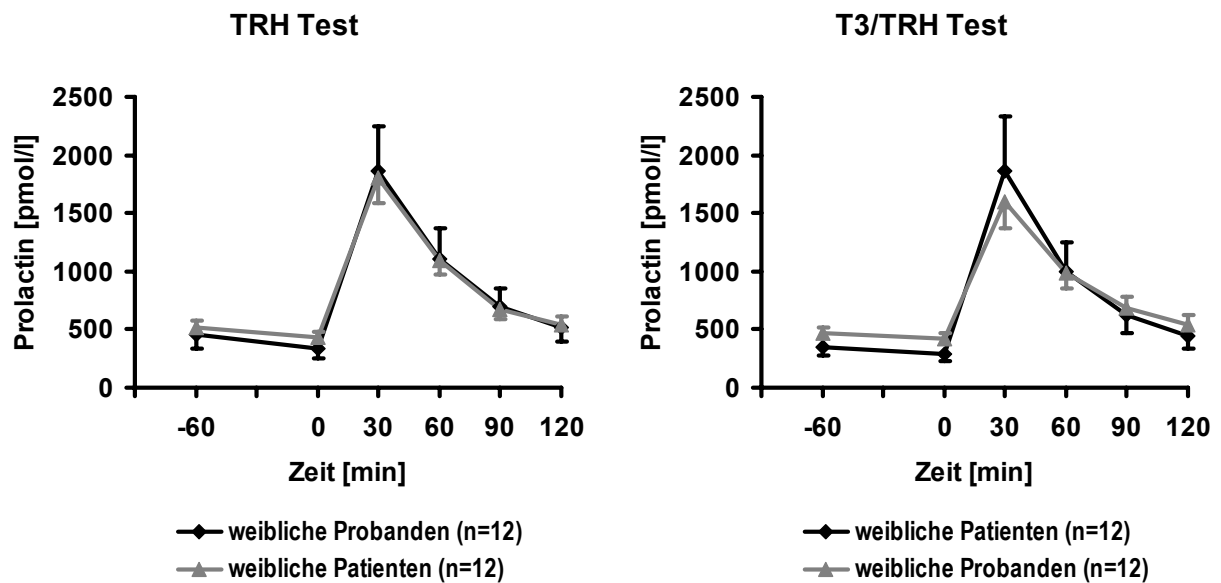 TRH Test
Prolactin [pmol/l]
2500
2000
1500
1000
500
0
-60 0 30 60 90 120
Zeit [min]
weibliche Probanden (n=12)
weibliche Patienten (n=12)
T3/TRH Test
Prolactin [pmol/l]
2500
2000
1500
1000
500
0
-60 0 30 60 90 120
Zeit [min]
weibliche Patienten (n=12)
weibliche Probanden (n=12)